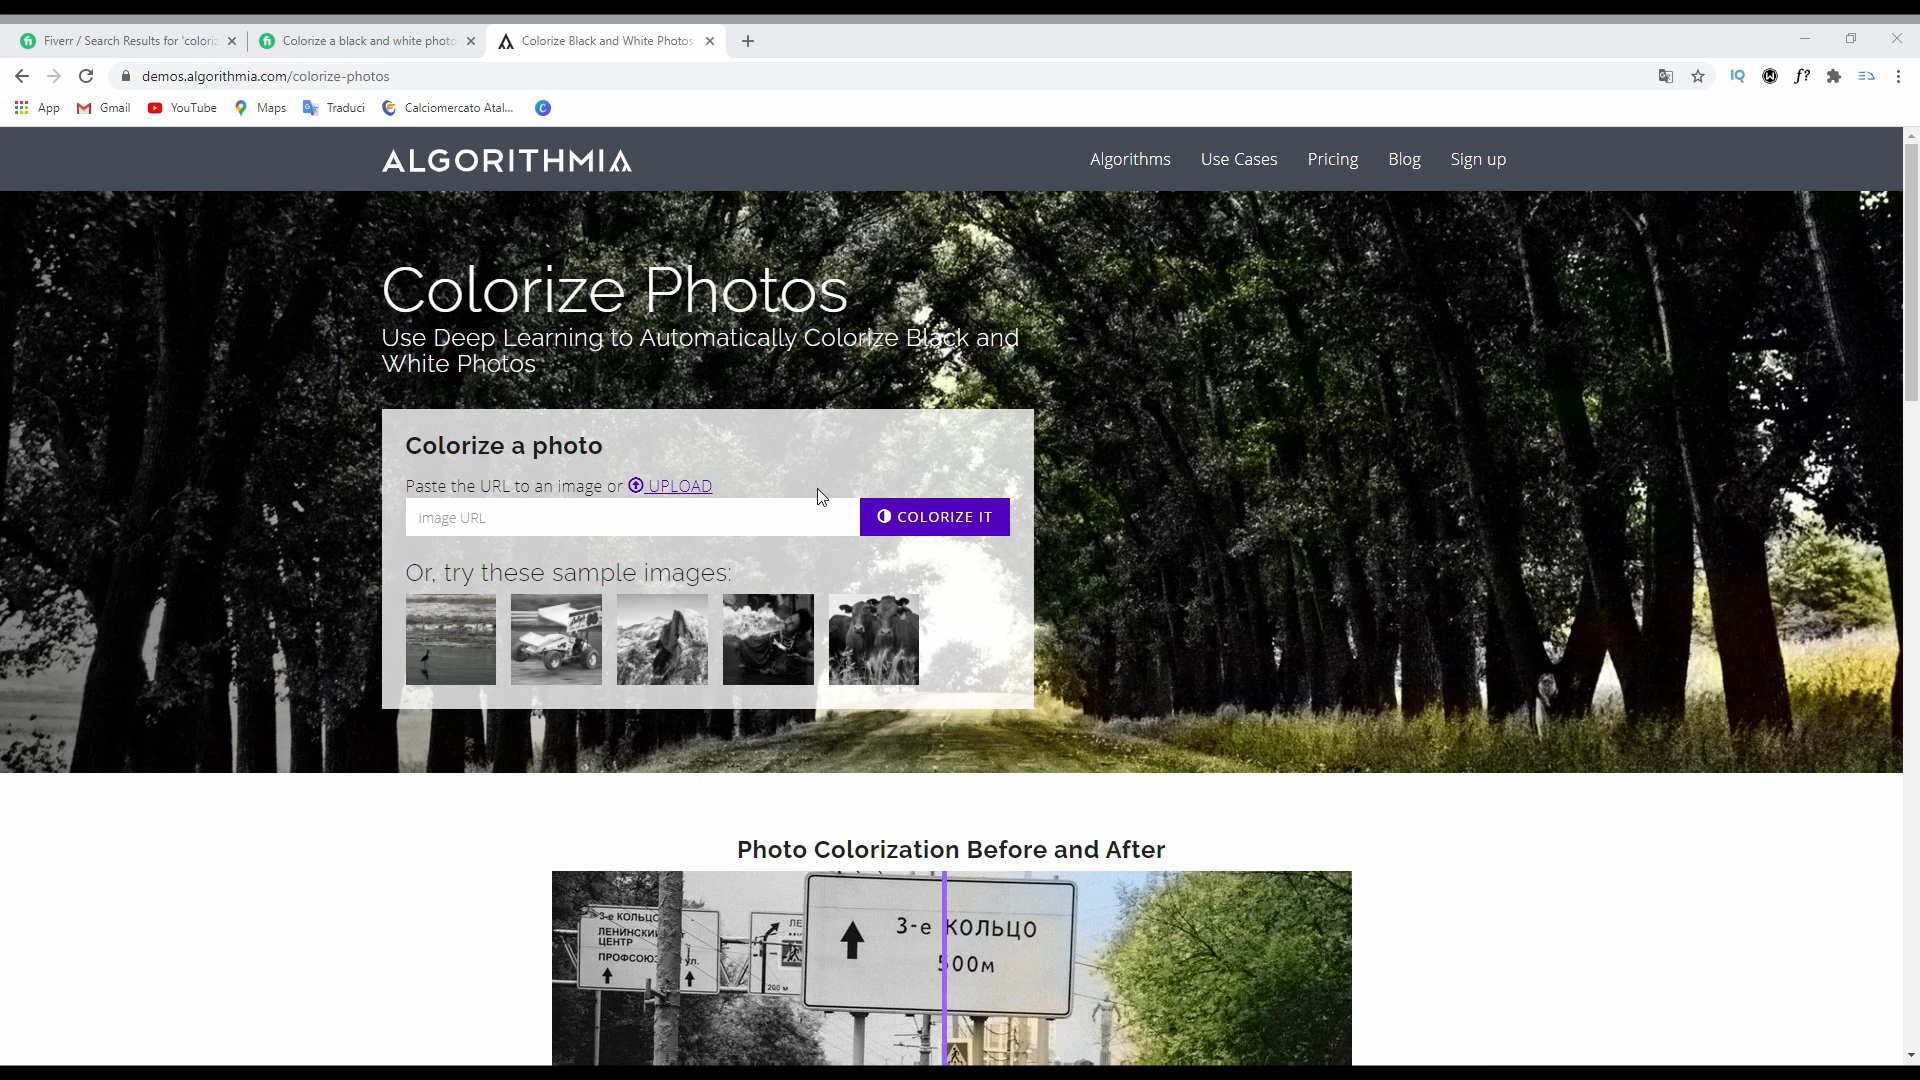 Fiverr / Search Results for 'coloriz
Colorize a black and white photo
Colorize Black and White Photos
demos.algorithmia.com/colorize-photos
App
Gmail
YouTube
Maps
Traduci
Calciomercato Atal...
ALGORITHMIA
Algorithms
Use Cases
Pricing
Blog
Sign up
Colorize Photos
Use Deep Learning to Automatically Colorize Black and
White Photos
Colorize a photo
Paste the URL to an image or UPLOAD
image URL
COLORIZE IT
Or, try these sample images:
Photo Colorization Before and After
3-е КОЛЬЦО
ЛЕНИНСКИ
ЦЕНТР
ПРОФСОЮЗ ул.
ЛЕ
200 м
3-е КОЛЬЦО
500м